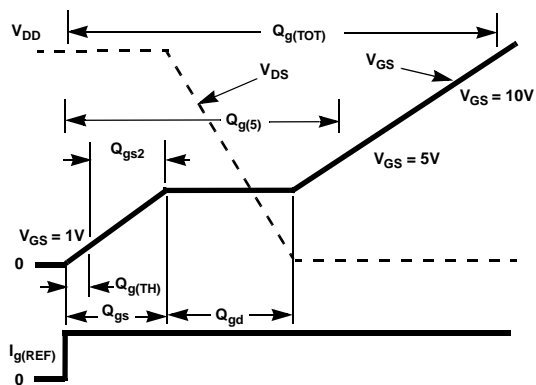 V_DD
Q_g(TOT)
V_GS
V_DS
V_GS = 10V
Q_g(5)
Q_gs2
V_GS = 5V
V_GS = 1V
0
Q_g(TH)
Q_gs
Q_gd
I_g(REF)
0